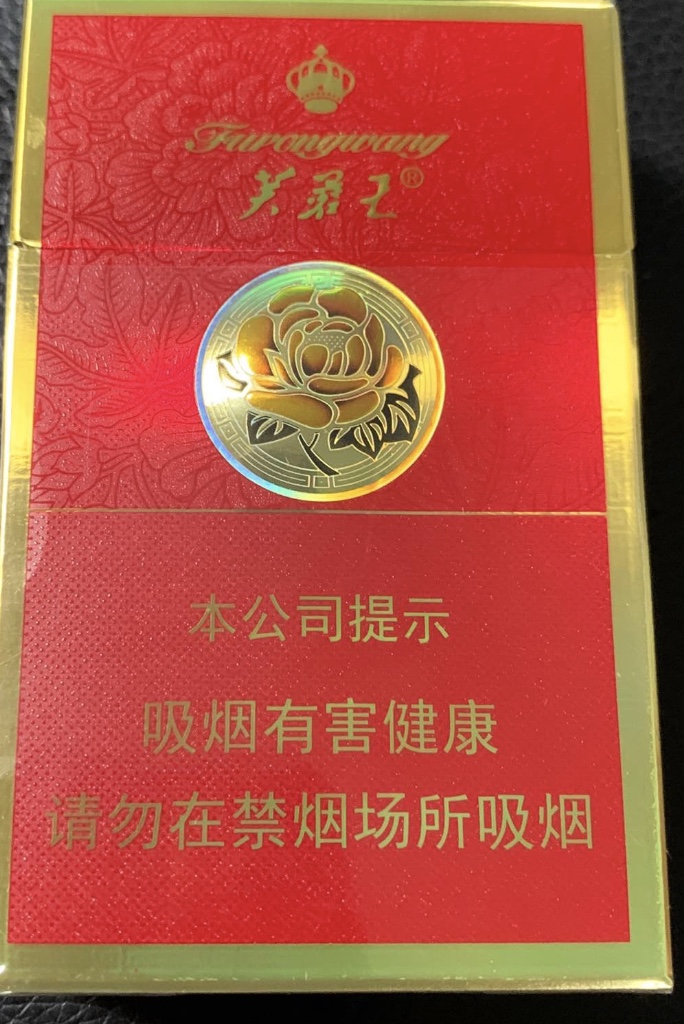 Furongwang
芙蓉王®
本公司提示
吸烟有害健康
请勿在禁烟场所吸烟